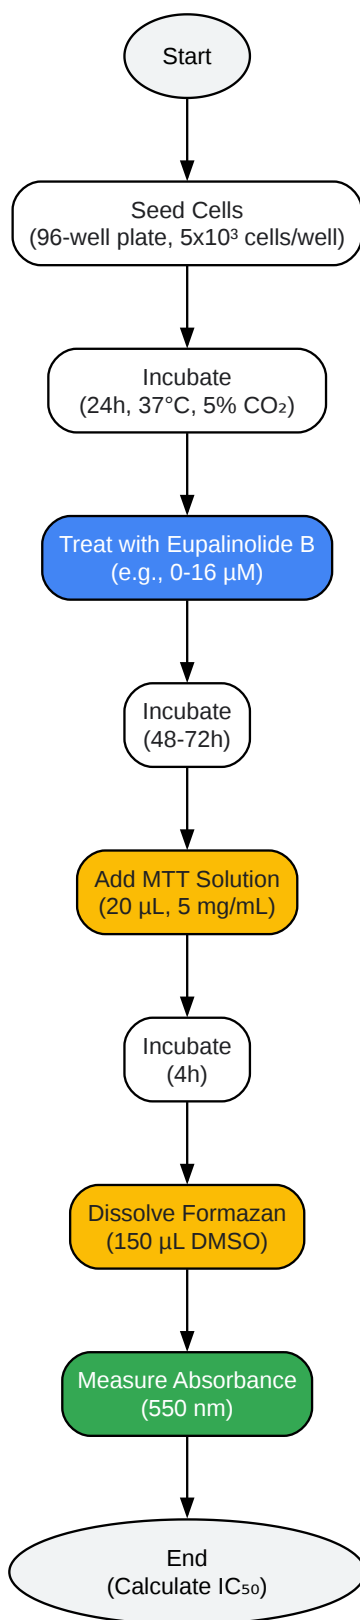 Start
Seed Cells
(96-well plate, 5x10³ cells/well)
Incubate
(24h, 37°C, 5% CO₂)
Treat with Eupalinolide B
(e.g., 0-16 µM)
Incubate
(48-72h)
Add MTT Solution
(20 µL, 5 mg/mL)
Incubate
(4h)
Dissolve Formazan
(150 µL DMSO)
Measure Absorbance
(550 nm)
End
(Calculate IC₅₀)